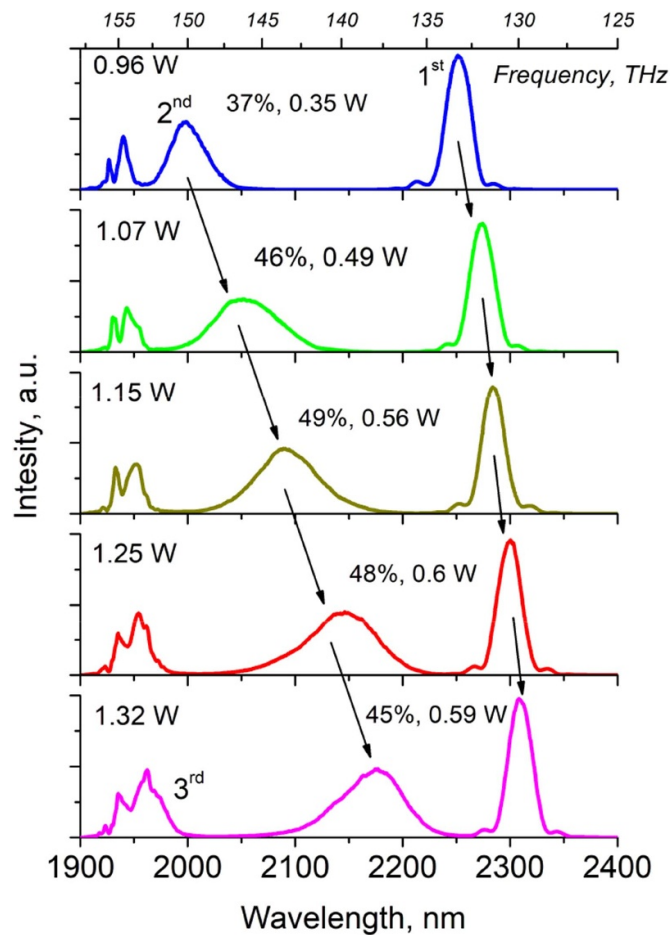 155 150 145 140 135 130 125
0.96 W
1st
Frequency, THz
2nd
37%, 0.35 W
1.07 W
46%, 0.49 W
1.15 W
49%, 0.56 W
1.25 W
48%, 0.6 W
1.32 W
45%, 0.59 W
3rd
Intesity, a.u.
1900 2000 2100 2200 2300 2400
Wavelength, nm